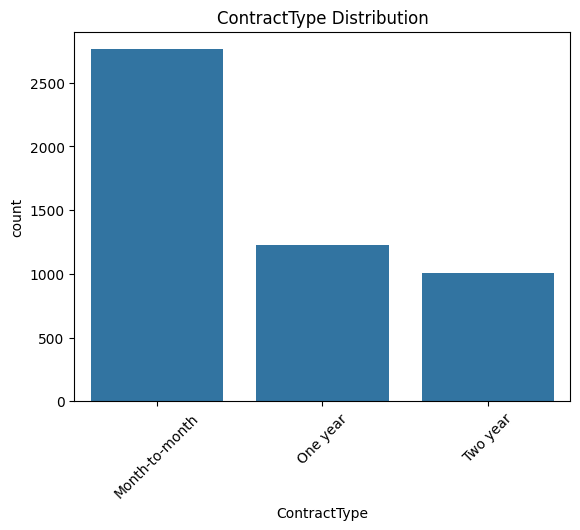 ContractType Distribution
2500
2000
1500
1000
500
0
count
Month-to-month
One year
Two year
ContractType